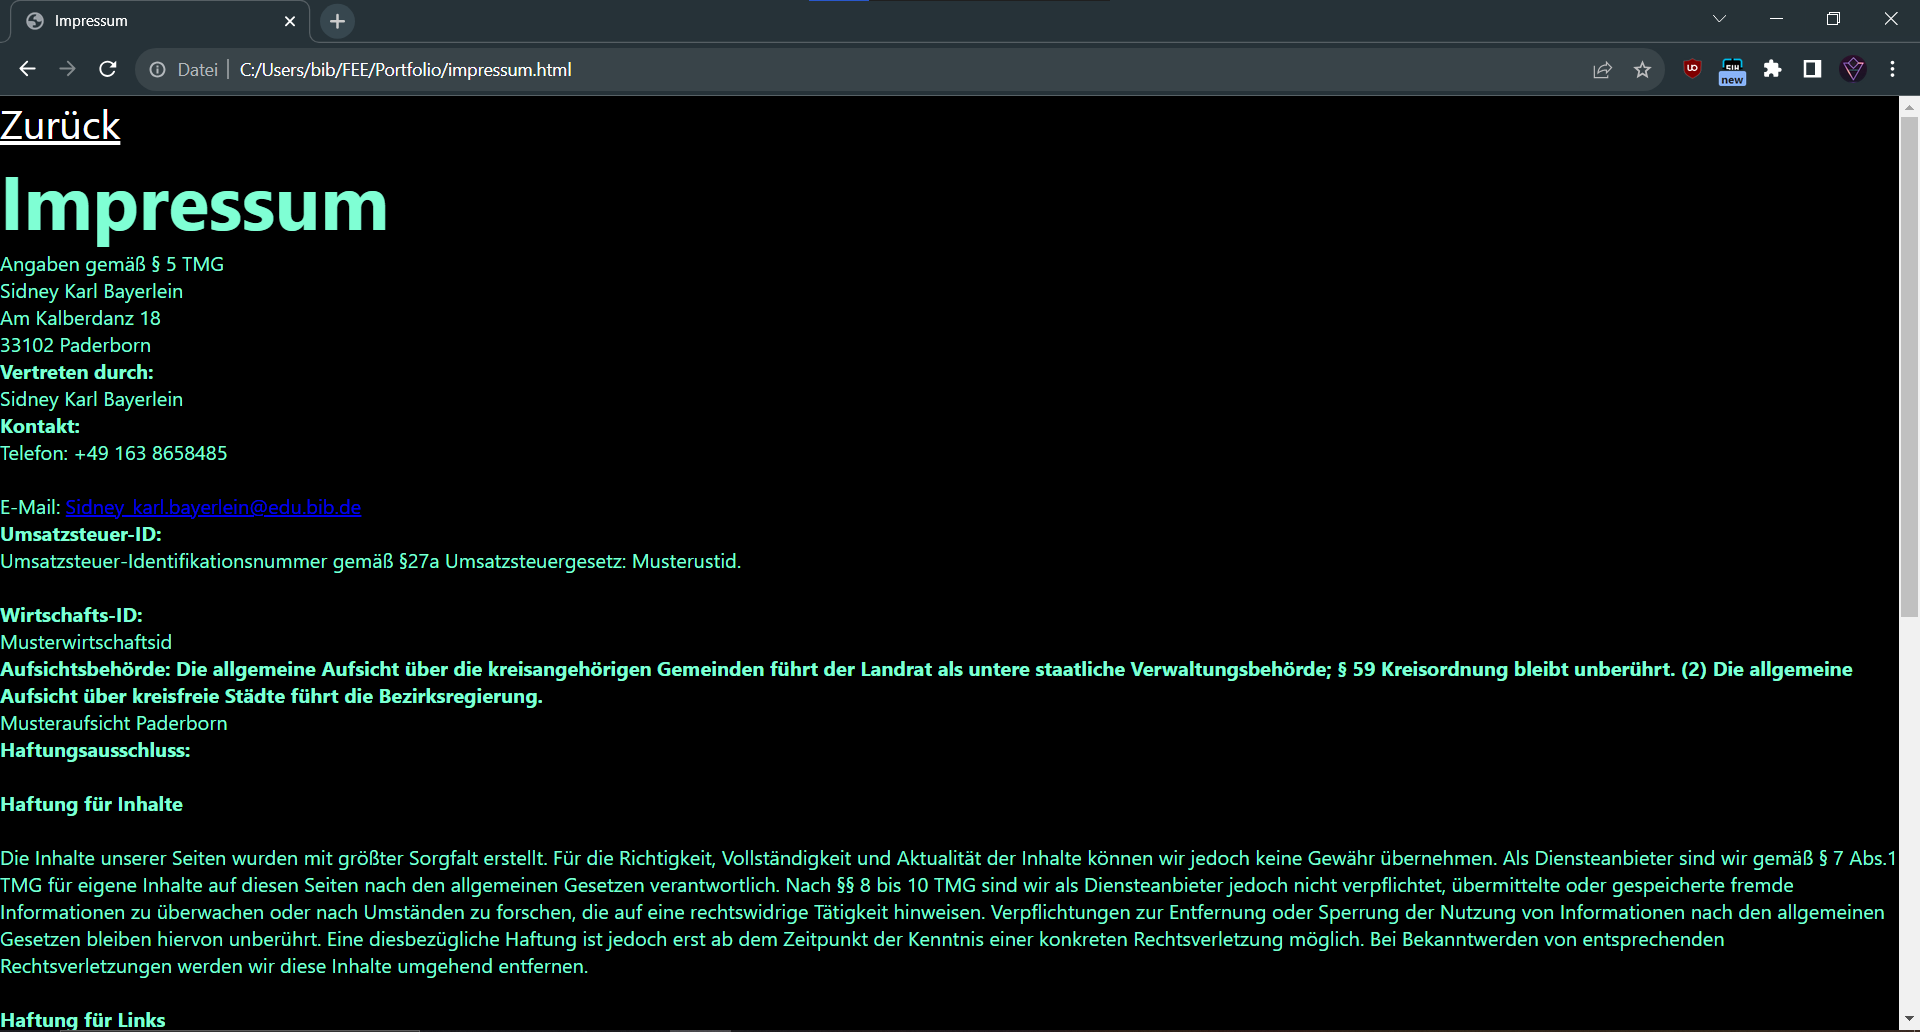 Impressum
Datei
C:/Users/bib/FEE/Portfolio/impressum.html
new
Zurück
Impressum
Angaben gemäß § 5 TMG
Sidney Karl Bayerlein
Am Kalberdanz 18
33102 Paderborn
Vertreten durch:
Sidney Karl Bayerlein
Kontakt:
Telefon: +49 163 8658485
E-Mail: Sidney_karl.bayerlein@edu.bib.de
Umsatzsteuer-ID:
Umsatzsteuer-Identifikationsnummer gemäß §27a Umsatzsteuergesetz: Musterustid.
Wirtschafts-ID:
Musterwirtschaftsid
Aufsichtsbehörde: Die allgemeine Aufsicht über die kreisangehörigen Gemeinden führt der Landrat als untere staatliche Verwaltungsbehörde; § 59 Kreisordnung bleibt unberührt. (2) Die allgemeine
Aufsicht über kreisfreie Städte führt die Bezirksregierung.
Musteraufsicht Paderborn
Haftungsausschluss:
Haftung für Inhalte
Die Inhalte unserer Seiten wurden mit größter Sorgfalt erstellt. Für die Richtigkeit, Vollständigkeit und Aktualität der Inhalte können wir jedoch keine Gewähr übernehmen. Als Diensteanbieter sind wir gemäß § 7 Abs.1
TMG für eigene Inhalte auf diesen Seiten nach den allgemeinen Gesetzen verantwortlich. Nach §§ 8 bis 10 TMG sind wir als Diensteanbieter jedoch nicht verpflichtet, übermittelte oder gespeicherte fremde
Informationen zu überwachen oder nach Umständen zu forschen, die auf eine rechtswidrige Tätigkeit hinweisen. Verpflichtungen zur Entfernung oder Sperrung der Nutzung von Informationen nach den allgemeinen
Gesetzen bleiben hiervon unberührt. Eine diesbezügliche Haftung ist jedoch erst ab dem Zeitpunkt der Kenntnis einer konkreten Rechtsverletzung möglich. Bei Bekanntwerden von entsprechenden
Rechtsverletzungen werden wir diese Inhalte umgehend entfernen.
Haftung für Links